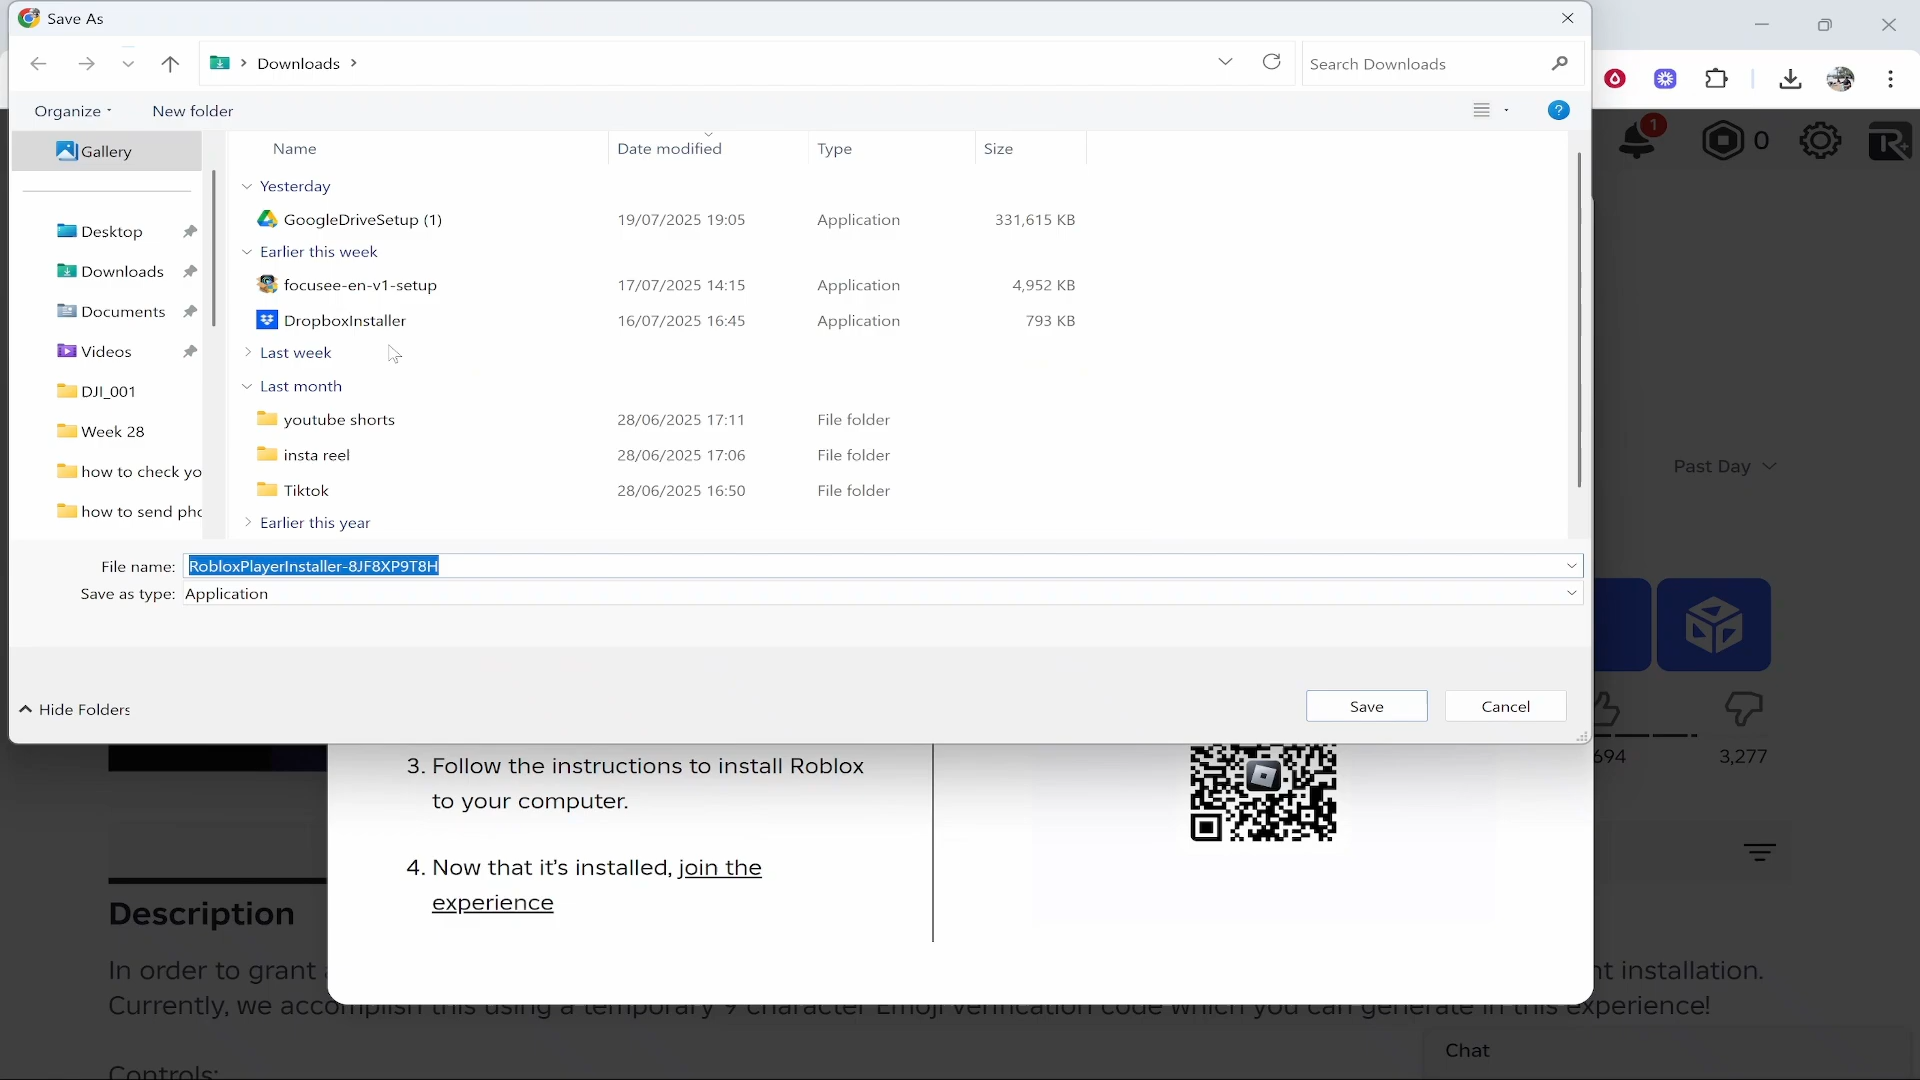 Save As
Downloads
Search Downloads
Organize
New folder
?
1
0
Gallery
Desktop
Downloads
Documents
Videos
DJI_001
Week 28
how to check yo
how to send pho
Name
Date modified
Type
Size
Yesterday
GoogleDriveSetup (1) 19/07/2025 19:05 Application 331,615 KB
Earlier this week
focusee-en-v1-setup 17/07/2025 14:15 Application 4,952 KB
DropboxInstaller 16/07/2025 16:45 Application 793 KB
Last week
Last month
youtube shorts 28/06/2025 17:11 File folder
insta reel 28/06/2025 17:06 File folder
Tiktok 28/06/2025 16:50 File folder
Earlier this year
File name: RobloxPlayerInstaller-8JF8XP9T8H
Save as type: Application
Hide Folders
Save
Cancel
Past Day
694
3,277
3. Follow the instructions to install Roblox
to your computer.
4. Now that it's installed, join the
experience
Description
In order to grant
nt installation.
Currently, we accomplish this using a temporary 9 character Emoji verification code which you can generate in this experience!
Controls:
Chat